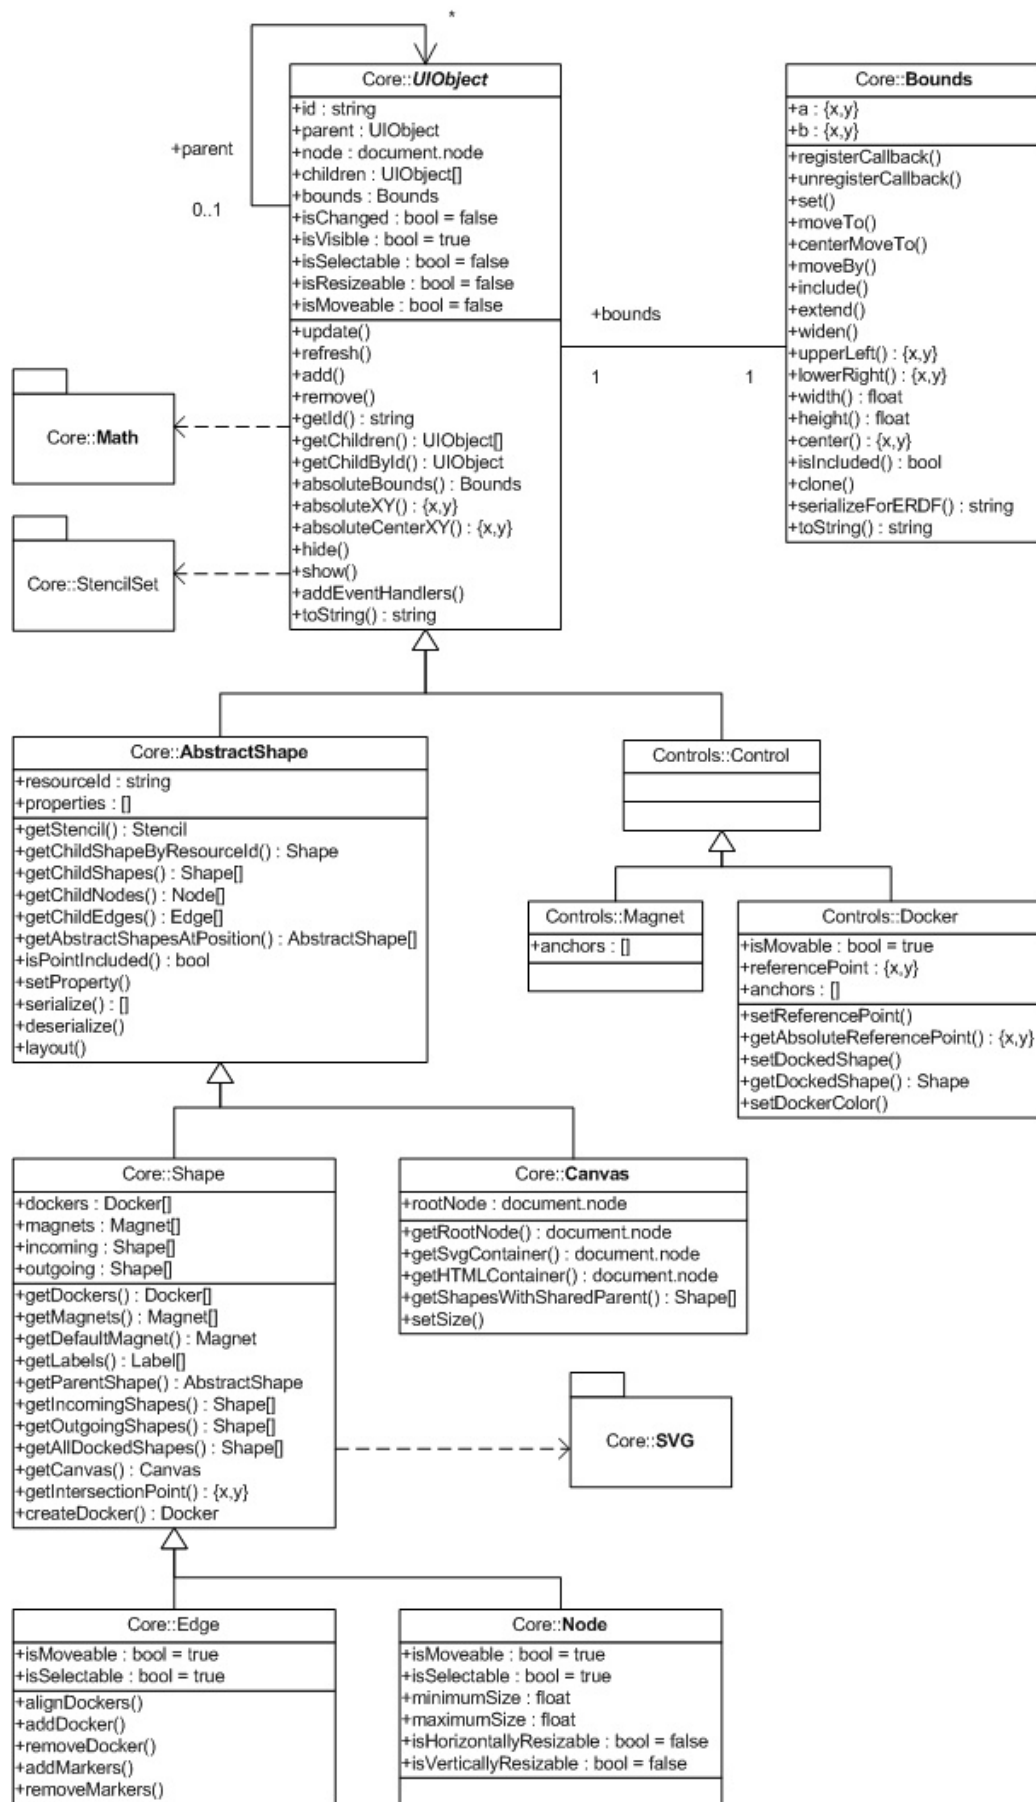 *
Core::UIObject
+id : string
+parent : UIObject
+node : document.node
+children : UIObject[]
+bounds : Bounds
+isChanged : bool = false
+isVisible : bool = true
+isSelectable : bool = false
+isResizeable : bool = false
+isMoveable : bool = false
+update()
+refresh()
+add()
+remove()
+getId() : string
+getChildren() : UIObject[]
+getChildById() : UIObject
+absoluteBounds() : Bounds
+absoluteXY() : {x,y}
+absoluteCenterXY() : {x,y}
+hide()
+show()
+addEventHandlers()
+toString() : string
+parent
0..1
+bounds
1
1
Core::Bounds
+a : {x,y}
+b : {x,y}
+registerCallback()
+unregisterCallback()
+set()
+moveTo()
+centerMoveTo()
+moveBy()
+include()
+extend()
+widen()
+upperLeft() : {x,y}
+lowerRight() : {x,y}
+width() : float
+height() : float
+center() : {x,y}
+isIncluded() : bool
+clone()
+serializeForERDF() : string
+toString() : string
Core::Math
Core::StencilSet
Core::AbstractShape
+resourceId : string
+properties : []
+getStencil() : Stencil
+getChildShapeByResourceId() : Shape
+getChildShapes() : Shape[]
+getChildNodes() : Node[]
+getChildEdges() : Edge[]
+getAbstractShapesAtPosition() : AbstractShape[]
+isPointIncluded() : bool
+setProperty()
+serialize() : []
+deserialize()
+layout()
Controls::Control
Controls::Magnet
+anchors : []
Controls::Docker
+isMovable : bool = true
+referencePoint : {x,y}
+anchors : []
+setReferencePoint()
+getAbsoluteReferencePoint() : {x,y}
+setDockedShape()
+getDockedShape() : Shape
+setDockerColor()
Core::Shape
+dockers : Docker[]
+magnets : Magnet[]
+incoming : Shape[]
+outgoing : Shape[]
+getDockers() : Docker[]
+getMagnets() : Magnet[]
+getDefaultMagnet() : Magnet
+getLabels() : Label[]
+getParentShape() : AbstractShape
+getIncomingShapes() : Shape[]
+getOutgoingShapes() : Shape[]
+getAllDockedShapes() : Shape[]
+getCanvas() : Canvas
+getIntersectionPoint() : {x,y}
+createDocker() : Docker
Core::Canvas
+rootNode : document.node
+getRootNode() : document.node
+getSvgContainer() : document.node
+getHTMLContainer() : document.node
+getShapesWithSharedParent() : Shape[]
+setSize()
Core::SVG
Core::Edge
+isMoveable : bool = true
+isSelectable : bool = true
+alignDockers()
+addDocker()
+removeDocker()
+addMarkers()
+removeMarkers()
Core::Node
+isMoveable : bool = true
+isSelectable : bool = true
+minimumSize : float
+maximumSize : float
+isHorizontallyResizable : bool = false
+isVerticallyResizable : bool = false